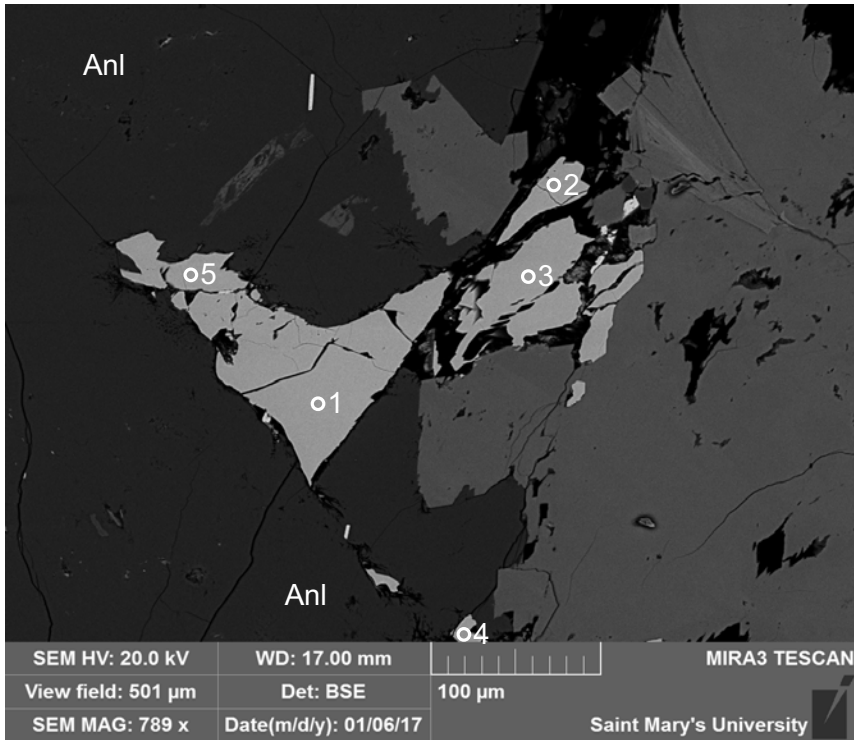 Anl
2
5
3
1
Anl
4
SEM HV: 20.0 kV
WD: 17.00 mm
MIRA3 TESCAN
View field: 501 µm
Det: BSE
100 µm
SEM MAG: 789 x
Date(m/d/y): 01/06/17
Saint Mary's University